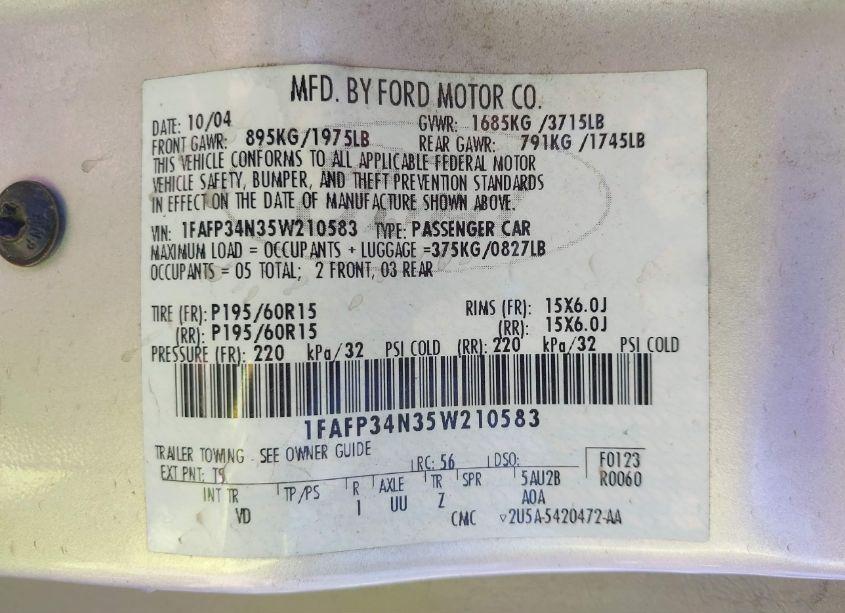 MFD. BY FORD MOTOR CO.
DATE: 10/04 GVWR: 1685KG /3715LB
FRONT GAWR: 895KG/1975LB REAR GAWR: 791KG /1745LB
THIS VEHICLE CONFORMS TO ALL APPLICABLE FEDERAL MOTOR
VEHICLE SAFETY, BUMPER, AND THEFT PREVENTION STANDARDS
IN EFFECT ON THE DATE OF MANUFACTURE SHOWN ABOVE.
VIN: 1FAFP34N35W210583 TYPE: PASSENGER CAR
MAXIMUM LOAD = OCCUPANTS + LUGGAGE =375KG/0827LB
OCCUPANTS = 05 TOTAL; 2 FRONT, 03 REAR
TIRE (FR): P195/60R15 RIMS (FR): 15X6.0J
(RR): P195/60R15 (RR): 15X6.0J
PRESSURE (FR): 220 kPa/32 PSI COLD (RR): 220 kPa/32 PSI COLD
1FAFP34N35W210583
TRAILER TOWING - SEE OWNER GUIDE
EXT PNT: TS RC: 56 DSO: F0123
INT TR TP/PS R AXLE TR SPR 5AU2B R0060
VD I UU Z AOA
CMC 2U5A-5420472-AA